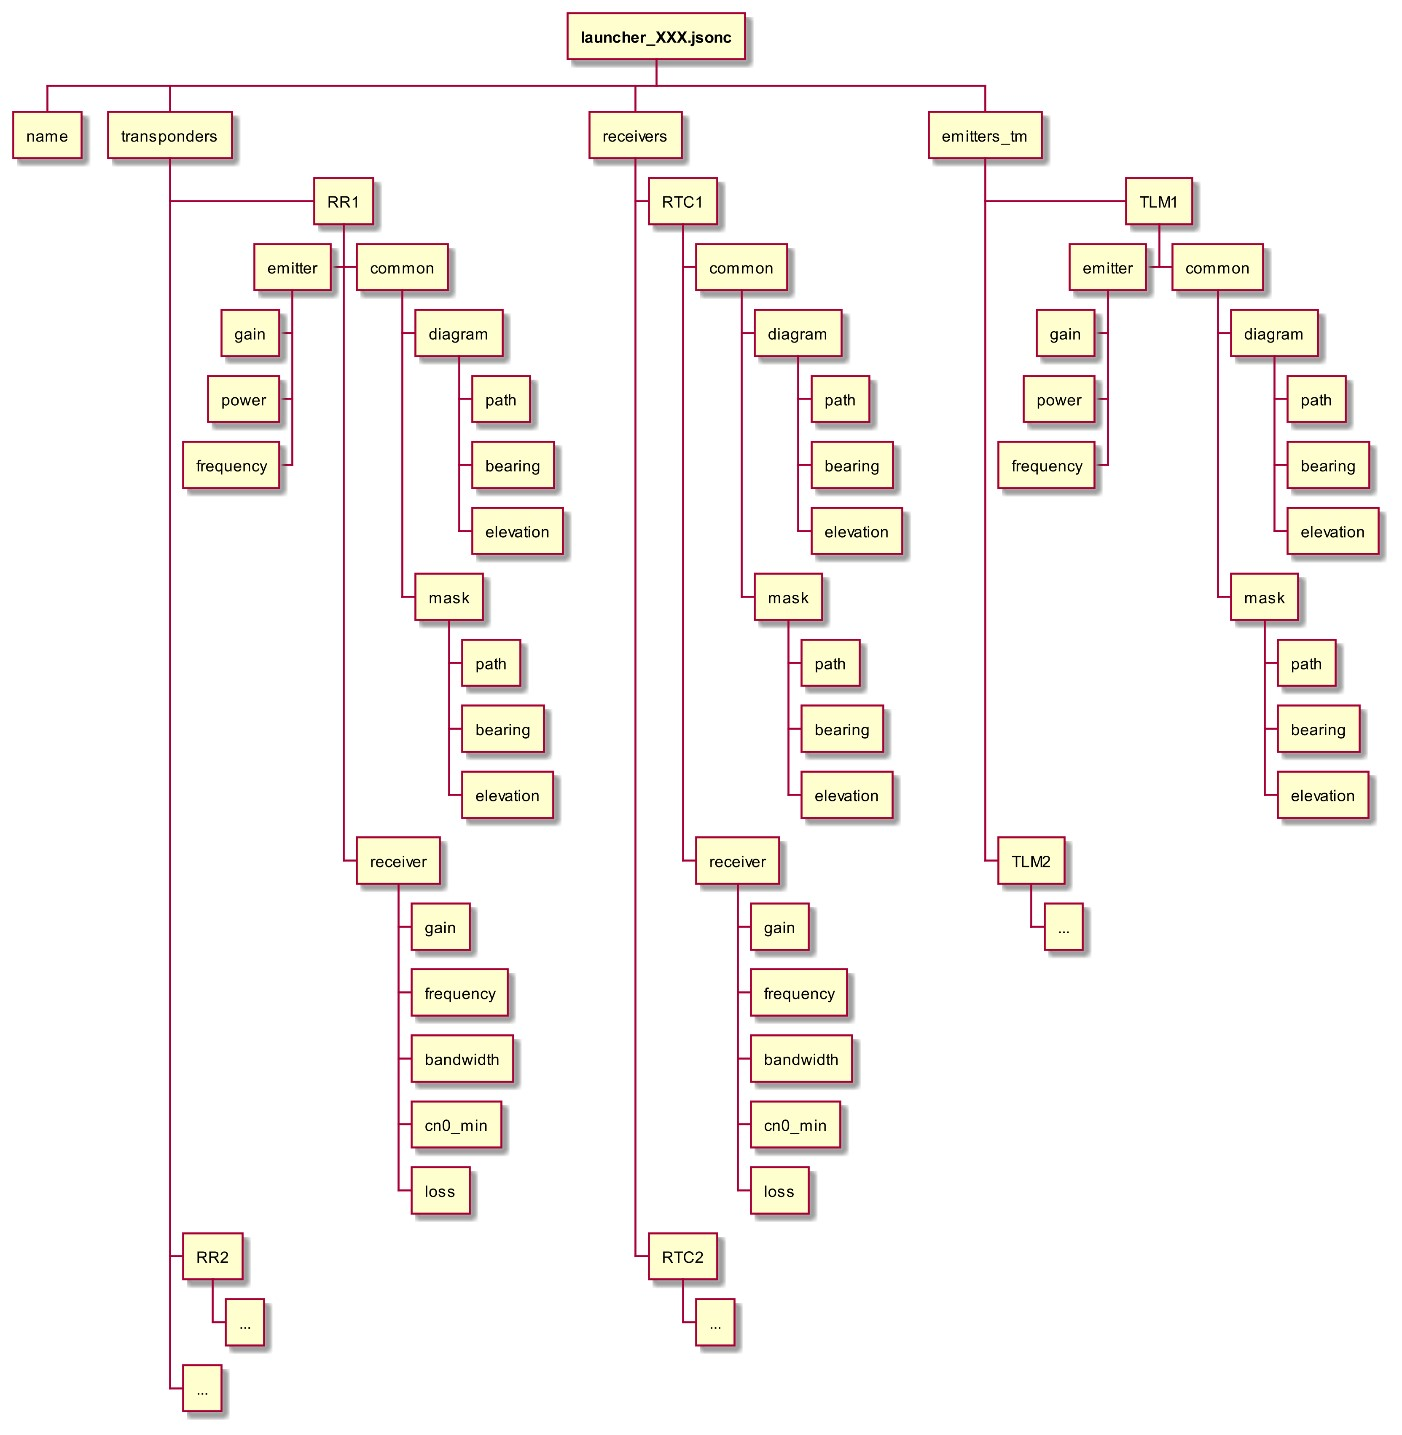 launcher_XXX.jsonc
name
transponders
RR1
emitter
gain
power
frequency
common
diagram
path
bearing
elevation
mask
path
bearing
elevation
receiver
gain
frequency
bandwidth
cn0_min
loss
RR2
...
...
receivers
RTC1
common
diagram
path
bearing
elevation
mask
path
bearing
elevation
receiver
gain
frequency
bandwidth
cn0_min
loss
RTC2
...
emitters_tm
TLM1
emitter
gain
power
frequency
common
diagram
path
bearing
elevation
mask
path
bearing
elevation
TLM2
...